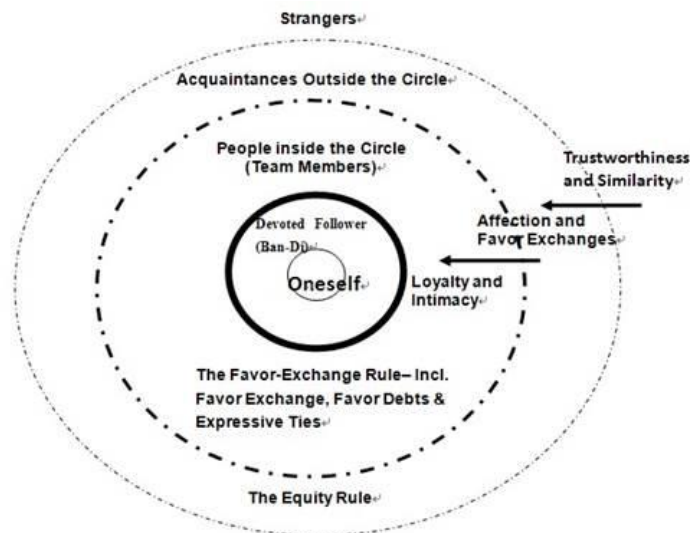 Strangers
Acquaintances Outside the Circle
People inside the Circle
(Team Members)
Trustworthiness
and Similarity
Devoted Follower
(Ban-Di)
Affection and
Favor Exchanges
Oneself
Loyalty and
Intimacy
The Favor-Exchange Rule– Incl.
Favor Exchange, Favor Debts &
Expressive Ties
The Equity Rule